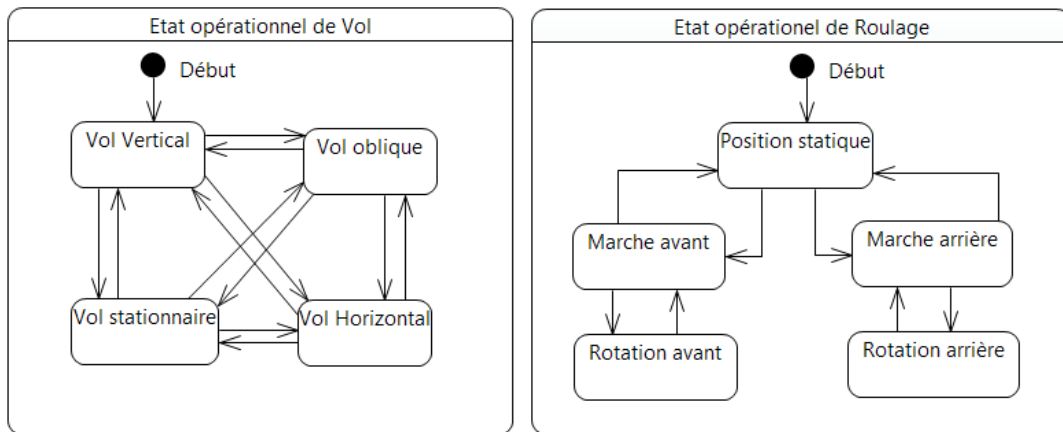 Etat opérationnel de Vol
Début
Vol Vertical
Vol oblique
Vol stationnaire
Vol Horizontal
Etat opérationel de Roulage
Début
Position statique
Marche avant
Marche arrière
Rotation avant
Rotation arrière